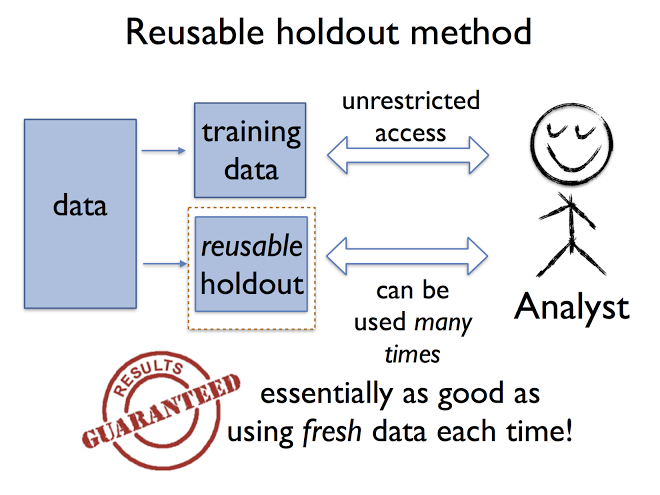 Reusable holdout method
data
training
data
unrestricted
access
reusable
holdout
can be
used many
times
Analyst
RESULTS
GUARANTEED
essentially as good as
using fresh data each time!